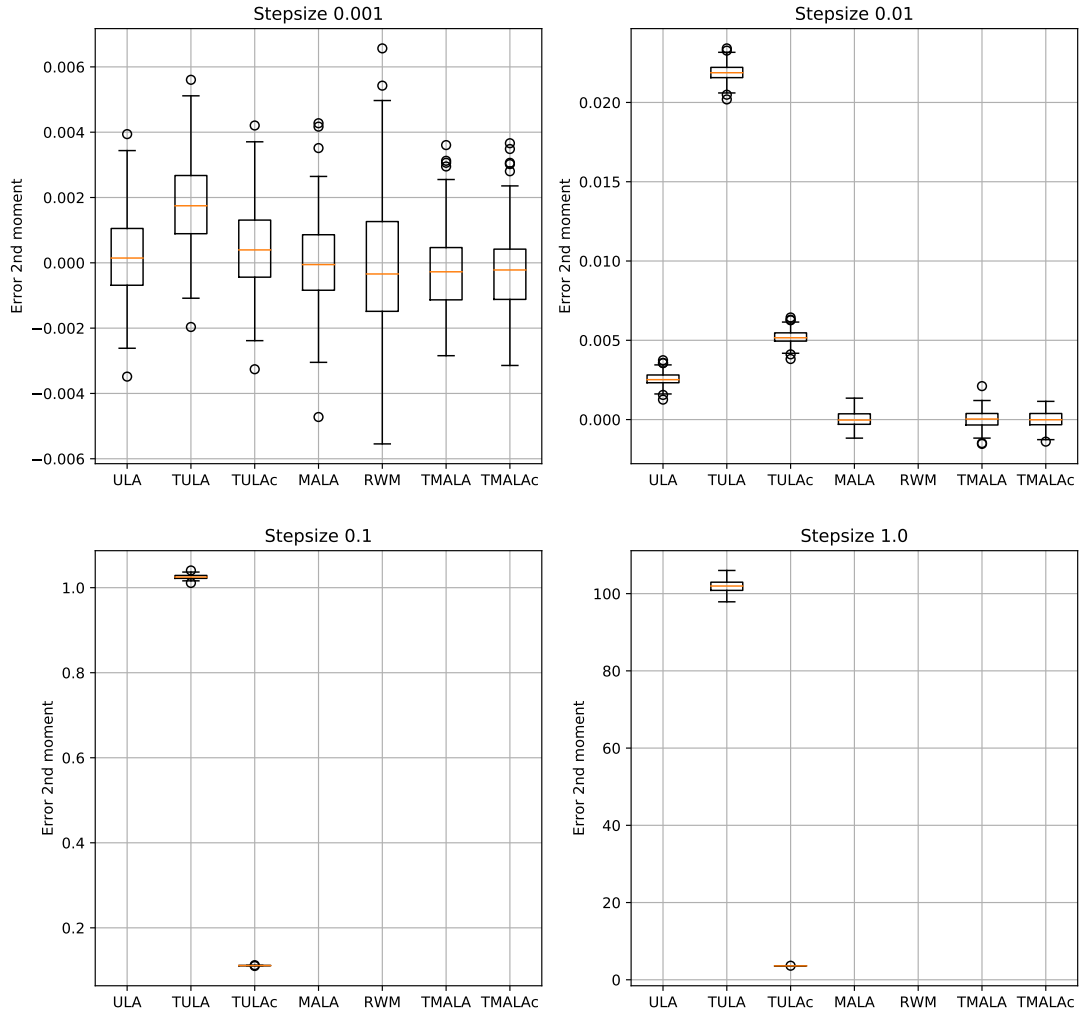 Stepsize 0.001
Error 2nd moment
0.006
0.004
0.002
0.000
−0.002
−0.004
−0.006
ULA TULA TULAc MALA RWM TMALA TMALAc
Stepsize 0.01
Error 2nd moment
0.020
0.015
0.010
0.005
0.000
ULA TULA TULAc MALA RWM TMALA TMALAc
Stepsize 0.1
Error 2nd moment
1.0
0.8
0.6
0.4
0.2
ULA TULA TULAc MALA RWM TMALA TMALAc
Stepsize 1.0
Error 2nd moment
100
80
60
40
20
0
ULA TULA TULAc MALA RWM TMALA TMALAc